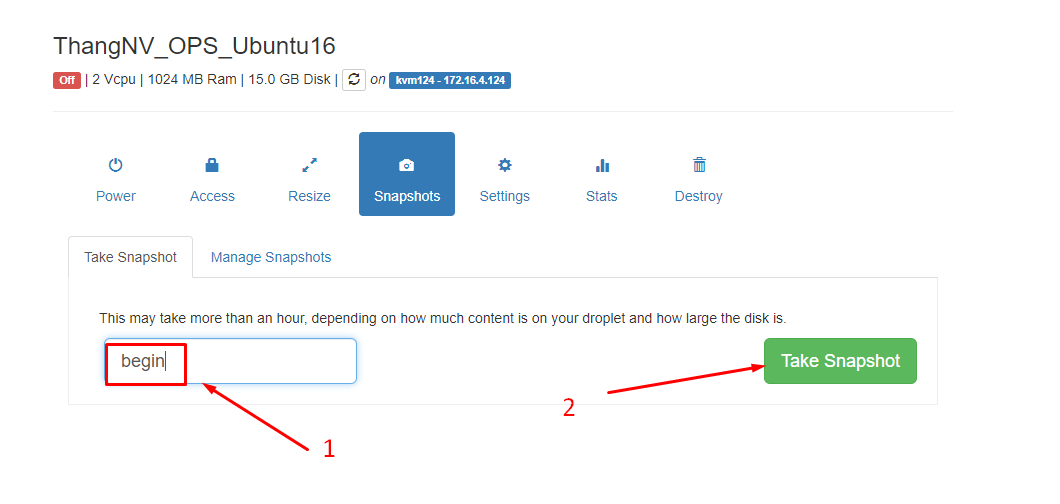 ThangNV_OPS_Ubuntu16
Off | 2 Vcpu | 1024 MB Ram | 15.0 GB Disk | on kvm124 - 172.16.4.124
Power Access Resize Snapshots Settings Stats Destroy
Take Snapshot Manage Snapshots
This may take more than an hour, depending on how much content is on your droplet and how large the disk is.
begin Take Snapshot
2
1